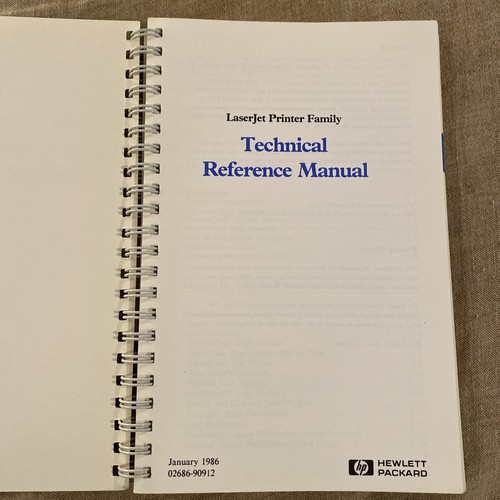 LaserJet Printer Family
Technical
Reference Manual
January 1986
02686-90912
hp HEWLETT
PACKARD